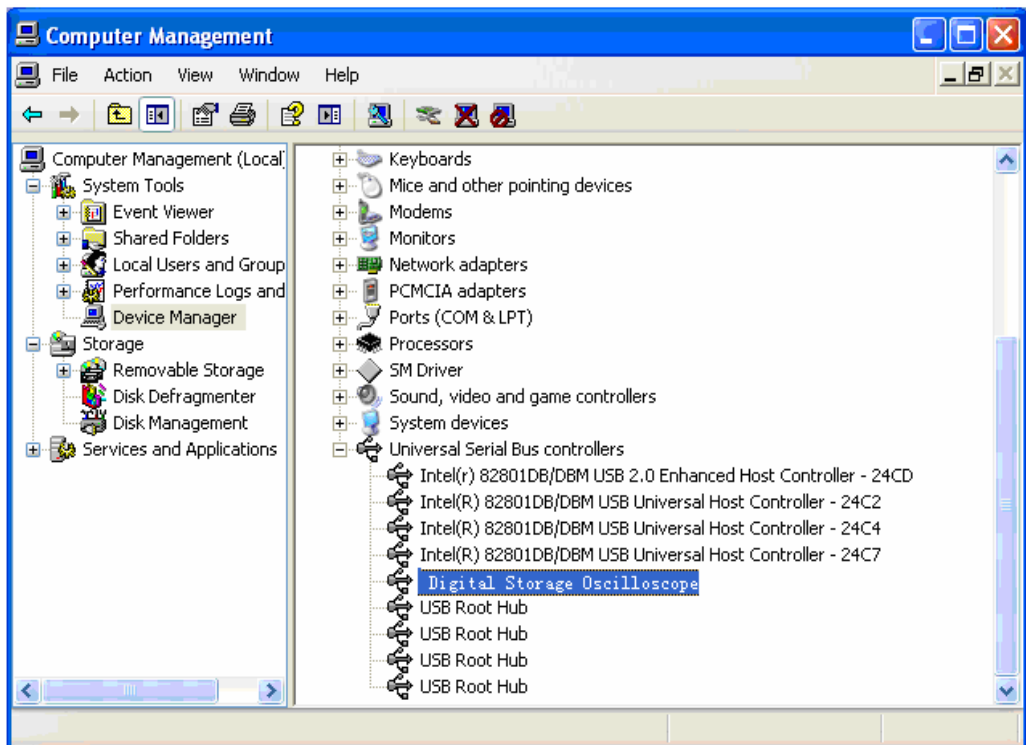 Computer Management
File Action View Window Help
Computer Management (Local)
System Tools
Event Viewer
Shared Folders
Local Users and Group
Performance Logs and
Device Manager
Storage
Removable Storage
Disk Defragmenter
Disk Management
Services and Applications
Keyboards
Mice and other pointing devices
Modems
Monitors
Network adapters
PCMCIA adapters
Ports (COM & LPT)
Processors
SM Driver
Sound, video and game controllers
System devices
Universal Serial Bus controllers
Intel(r) 82801DB/DBM USB 2.0 Enhanced Host Controller - 24CD
Intel(R) 82801DB/DBM USB Universal Host Controller - 24C2
Intel(R) 82801DB/DBM USB Universal Host Controller - 24C4
Intel(R) 82801DB/DBM USB Universal Host Controller - 24C7
Digital Storage Oscilloscope
USB Root Hub
USB Root Hub
USB Root Hub
USB Root Hub